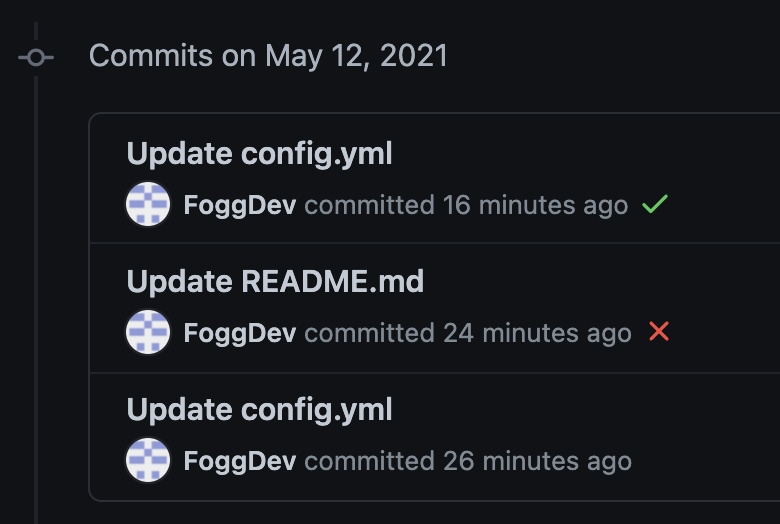 Commits on May 12, 2021
Update config.yml
FoggDev committed 16 minutes ago
Update README.md
FoggDev committed 24 minutes ago
Update config.yml
FoggDev committed 26 minutes ago